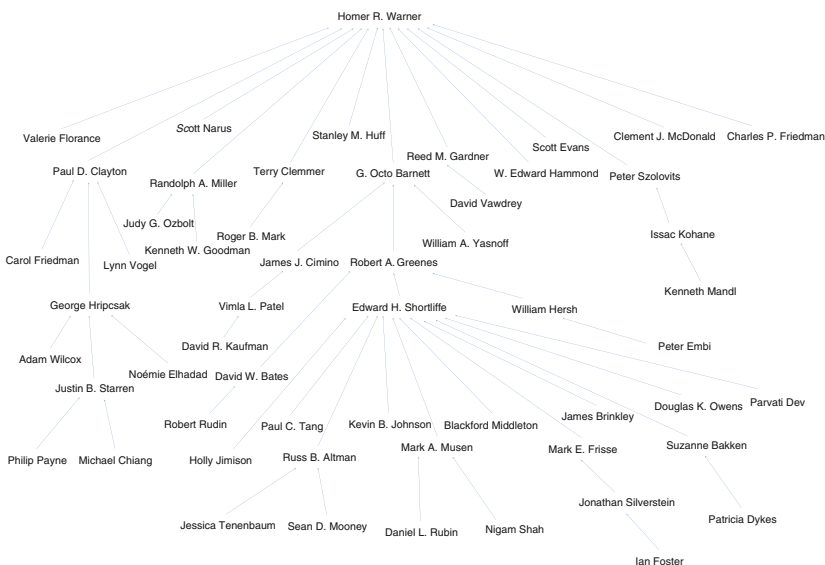 Homer R. Warner
Valerie Florance
Scott Narus
Stanley M. Huff
Scott Evans
Clement J. McDonald
Charles P. Friedman
Paul D. Clayton
Randolph A. Miller
Terry Clemmer
G. Octo Barnett
Reed M. Gardner
W. Edward Hammond
Peter Szolovits
David Vawdrey
Judy G. Ozbolt
Roger B. Mark
William A. Yasnoff
Issac Kohane
Kenneth W. Goodman
Carol Friedman
Lynn Vogel
James J. Cimino
Robert A. Greenes
Kenneth Mandl
George Hripcsak
Vimla L. Patel
Edward H. Shortliffe
William Hersh
David R. Kaufman
Peter Embi
Adam Wilcox
Noémie Elhadad
David W. Bates
Justin B. Starren
Parvati Dev
Douglas K. Owens
James Brinkley
Robert Rudin
Paul C. Tang
Kevin B. Johnson
Blackford Middleton
Suzanne Bakken
Mark A. Musen
Mark E. Frisse
Philip Payne
Michael Chiang
Holly Jimison
Russ B. Altman
Jonathan Silverstein
Patricia Dykes
Jessica Tenenbaum
Sean D. Mooney
Daniel L. Rubin
Nigam Shah
Ian Foster